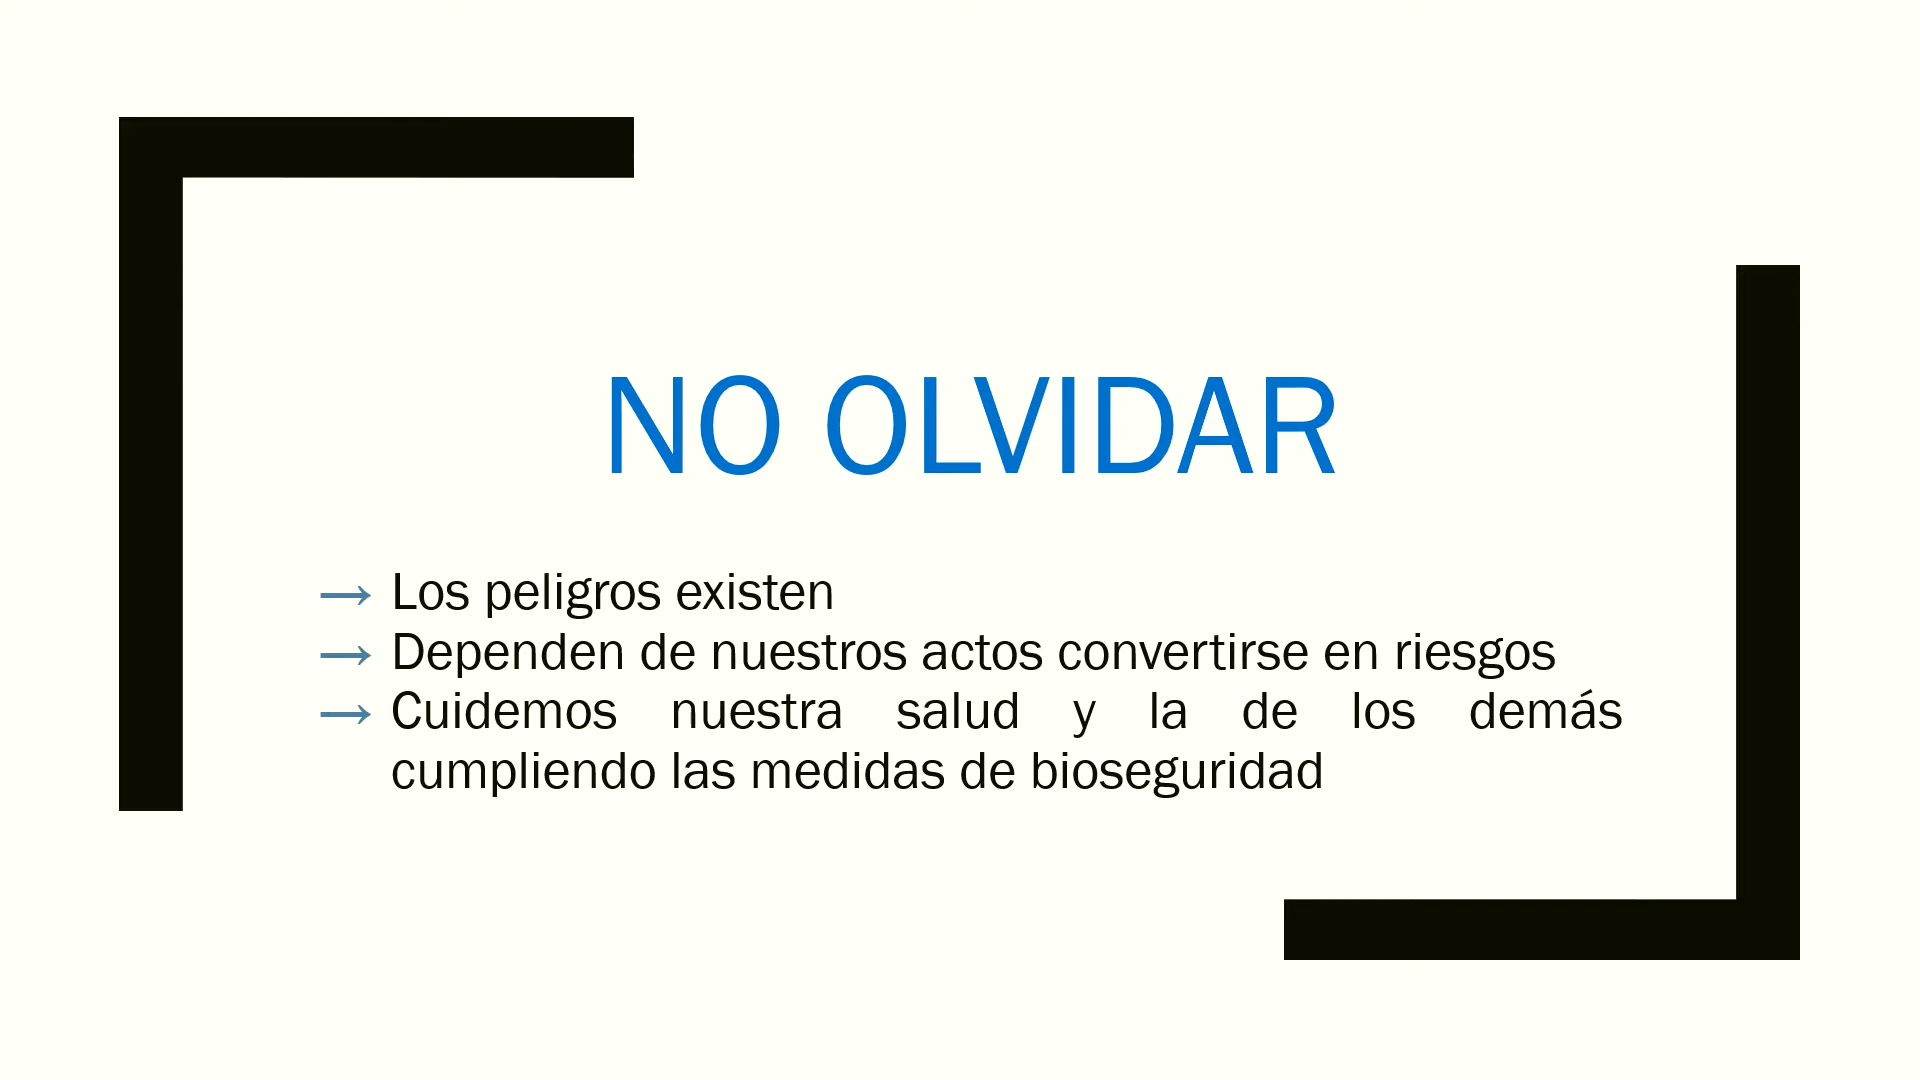 NO OLVIDAR
→ Los peligros existen
→ Dependen de nuestros actos convertirse en riesgos
→ Cuidemos nuestra salud y la de los demás
cumpliendo las medidas de bioseguridad